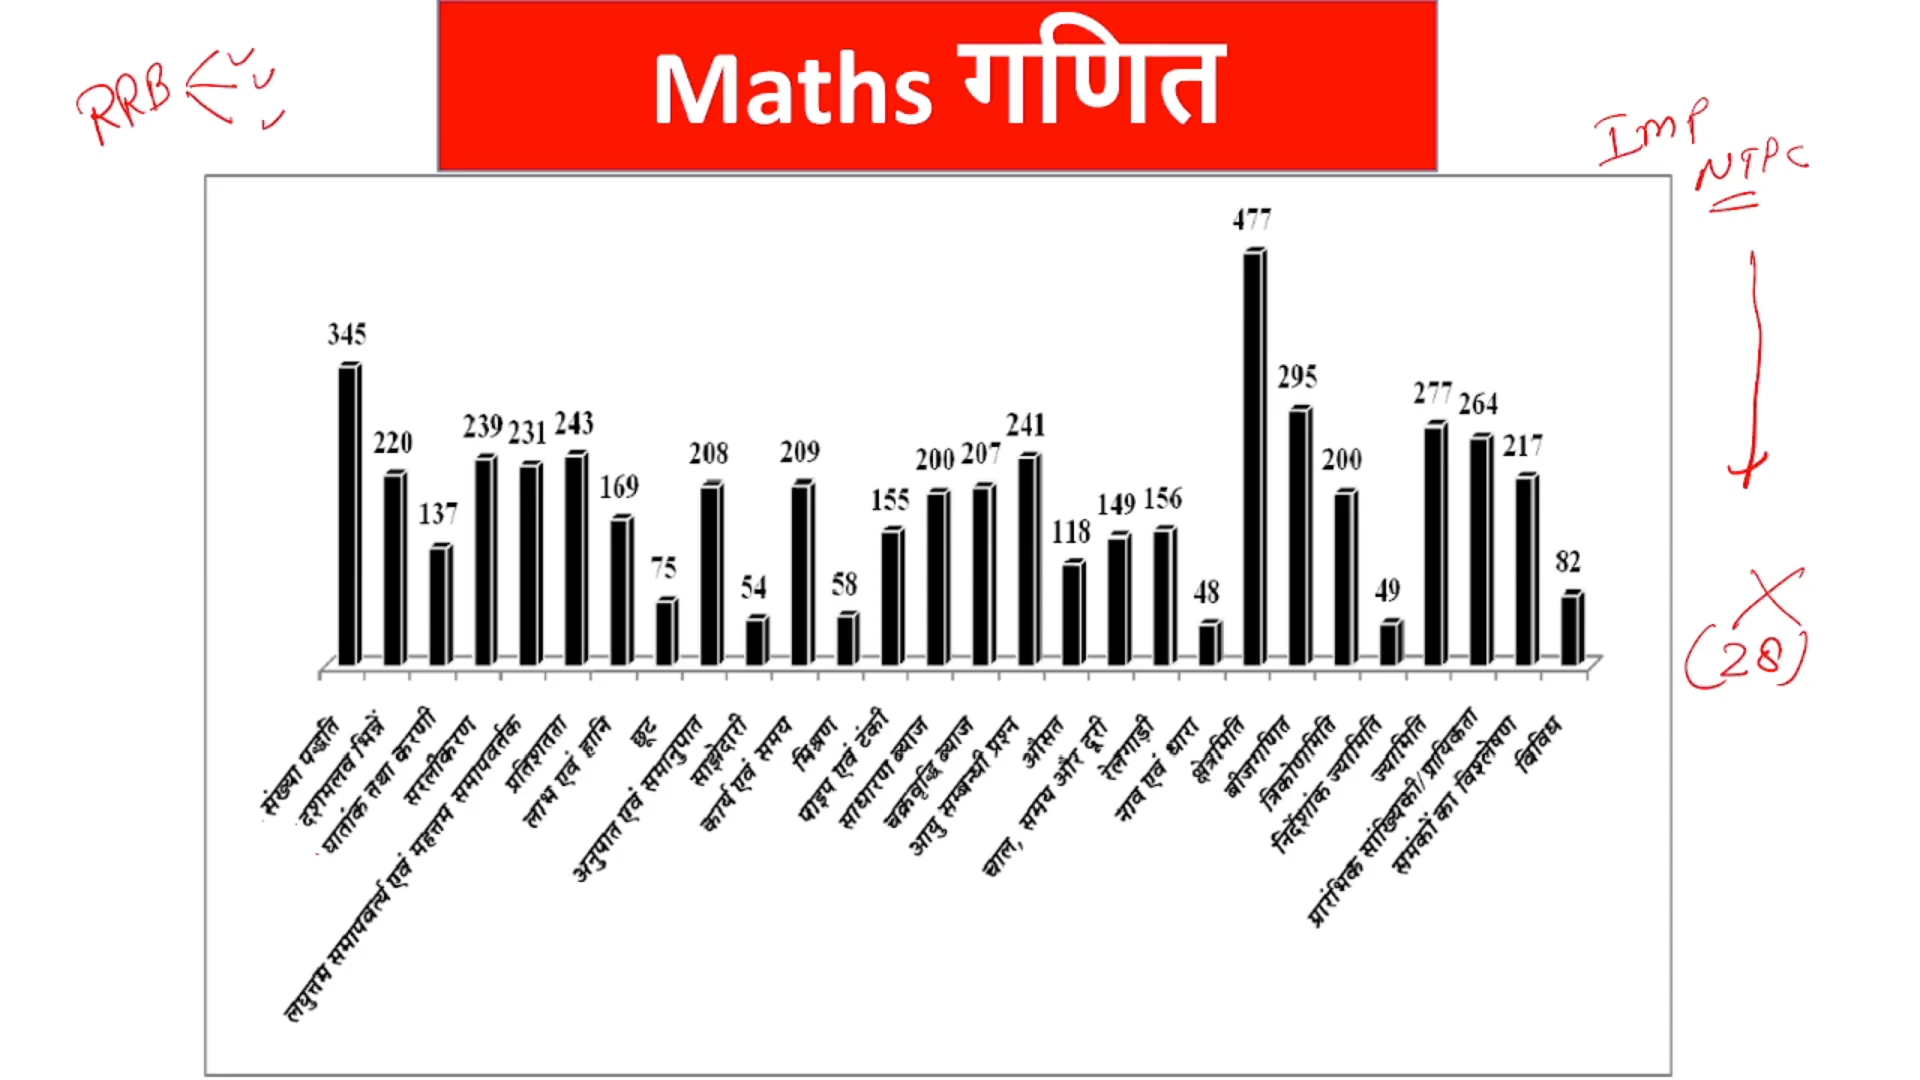 Maths गणित
RRB
IMP
NTPC
477
345
295
277
264
243
241
239
231
220
217
208
209
200
207
200
169
155
149
156
137
118
75
82
54
58
48
49
(28)
संख्या पद्धति
दशमलव भिन्नें
घातांक तथा करणी
सरलीकरण
लघुत्तम समापवर्त्य एवं महत्तम समापवर्तक
प्रतिशतता
लाभ एवं हानि
छूट
अनुपात एवं समानुपात
साझेदारी
कार्य एवं समय
मिश्रण
पाइप एवं टंकी
साधारण ब्याज
चक्रवृद्धि ब्याज
आयु सम्बन्धी प्रश्न
औसत
चाल, समय और दूरी
रेलगाड़ी
नाव एवं धारा
क्षेत्रमिति
बीजगणित
त्रिकोणमिति
निर्देशांक ज्यामिति
ज्यामिति
प्रारंभिक सांख्यिकी/प्रायिकता
समंकों का विश्लेषण
विविध